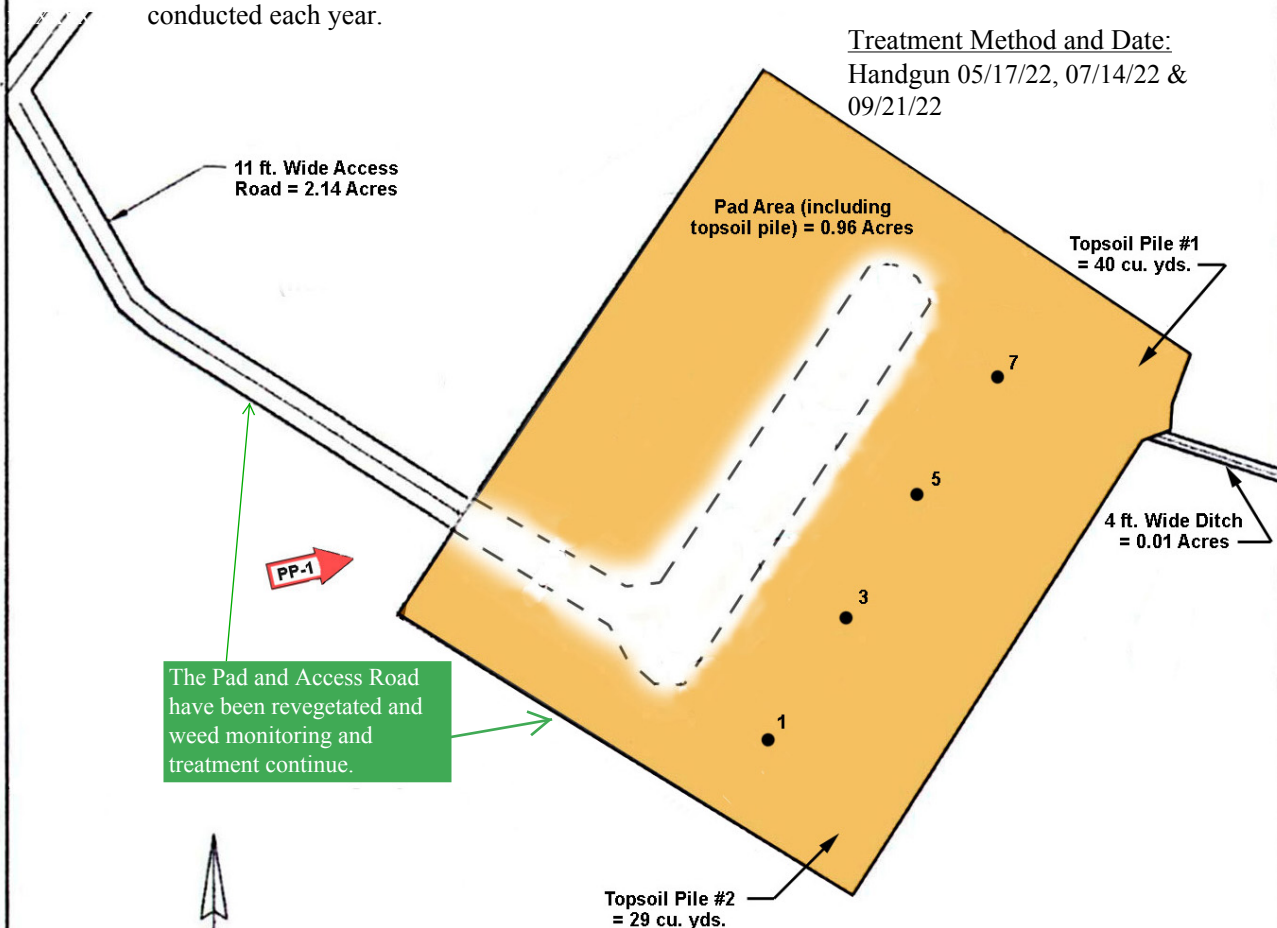 conducted each year.
Treatment Method and Date:
Handgun 05/17/22, 07/14/22 &
09/21/22
11 ft. Wide Access
Road = 2.14 Acres
Pad Area (including
topsoil pile) = 0.96 Acres
Topsoil Pile #1
= 40 cu. yds.
7
5
4 ft. Wide Ditch
= 0.01 Acres
PP-1
3
The Pad and Access Road
have been revegetated and
weed monitoring and
treatment continue.
1
Topsoil Pile #2
= 29 cu. yds.